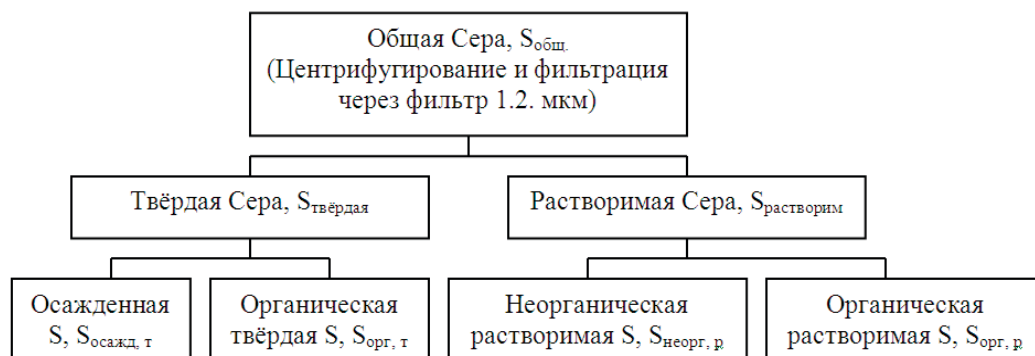 Общая Сера, Sобщ.
(Центрифугирование и фильтрация
через фильтр 1.2. мкм)
Твёрдая Сера, Sтвёрдая
Растворимая Сера, Sрастворим
Осажденная
S, Sосажд, т
Органическая
твёрдая S, Sорг, т
Неорганическая
растворимая S, Sнеорг, р
Органическая
растворимая S, Sорг, р